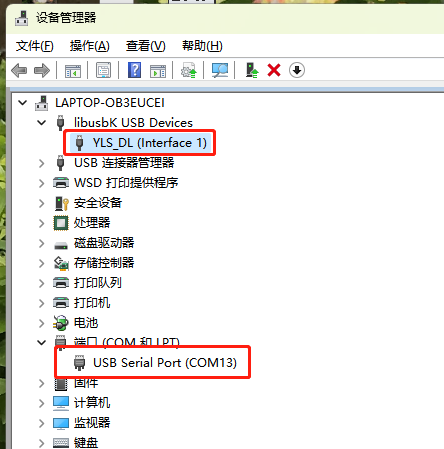 设备管理器
文件(F) 操作(A) 查看(V) 帮助(H)
LAPTOP-OB3EUCEI
libusbK USB Devices
YLS_DL (Interface 1)
USB 连接器管理器
WSD 打印提供程序
安全设备
处理器
磁盘驱动器
存储控制器
打印队列
打印机
电池
端口 (COM 和 LPT)
USB Serial Port (COM13)
固件
计算机
监视器
键盘